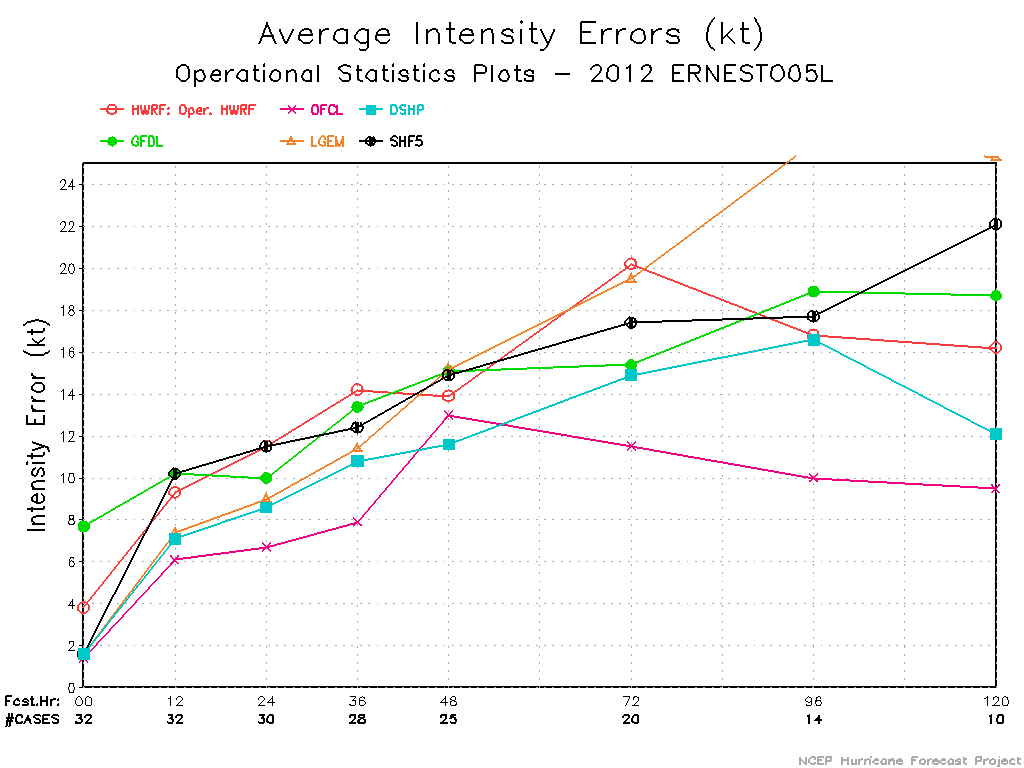 Average Intensity Errors (kt)
Operational Statistics Plots – 2012 ERNESTO05L
HWRF: Oper. HWRF OFCL DSHP
GFDL LGEM SHF5
24
22
20
18
16
14
12
10
8
6
4
2
0
Intensity Error (kt)
Fcst.Hr: 00 12 24 36 48 72 96 120
#CASES 32 32 30 28 25 20 14 10
NCEP Hurricane Forecast Project